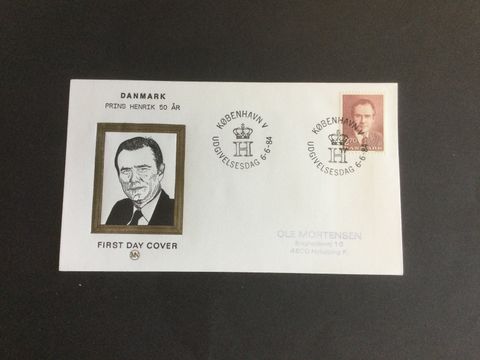 DANMARK
PRINS HENRIK 50 ÅR
FIRST DAY COVER
KØBENHAVN V
H
UDGIVELSESDAG 6-6-84
KØBENHAVN V
H
UDGIVELSESDAG 6-6-84
DANMARK
OLE MORTENSEN